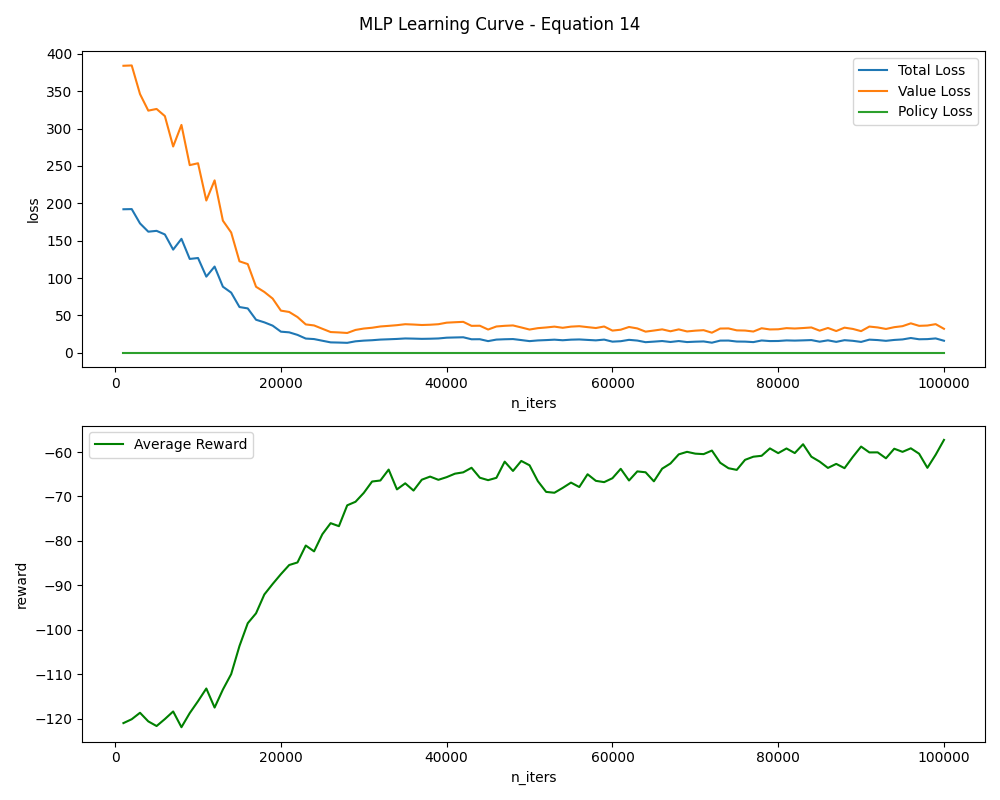 MLP Learning Curve - Equation 14
400
350
300
250
200
150
100
50
0
loss
Total Loss
Value Loss
Policy Loss
0 20000 40000 60000 80000 100000
n_iters
−60
−70
−80
−90
−100
−110
−120
reward
Average Reward
0 20000 40000 60000 80000 100000
n_iters